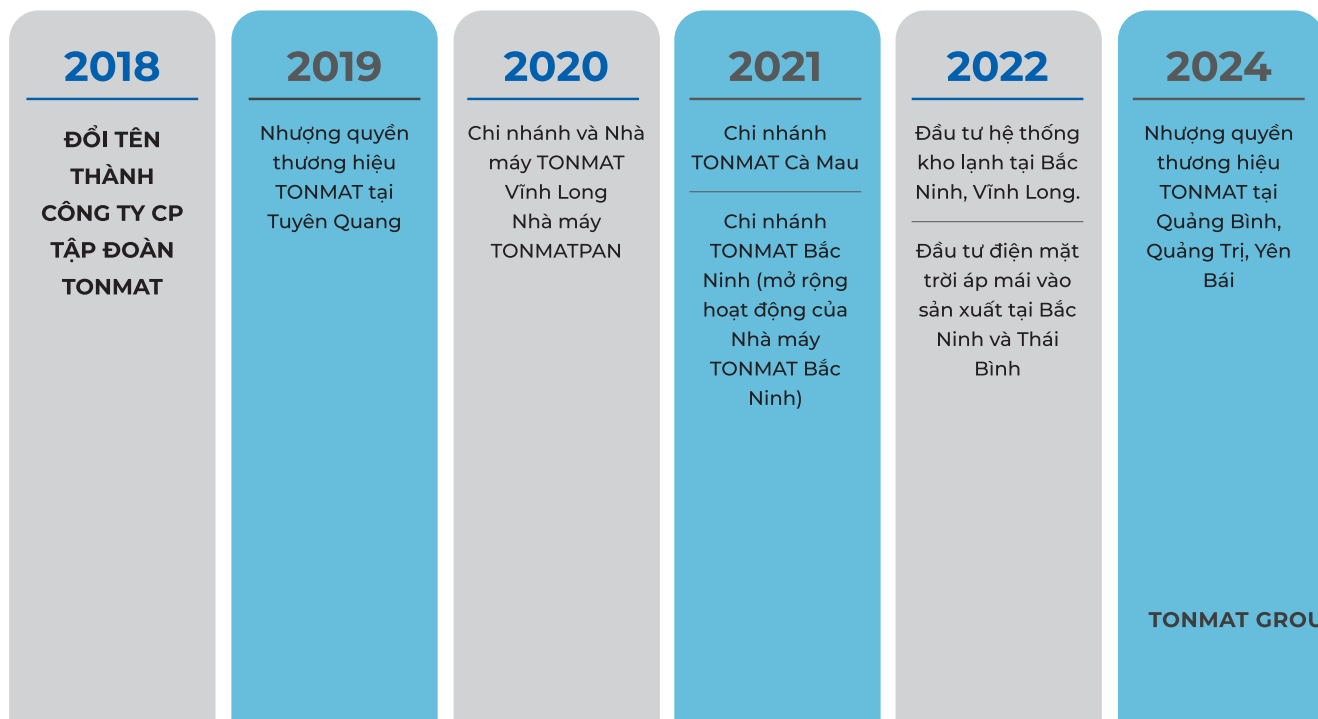 2018
ĐỔI TÊN
THÀNH
CÔNG TY CP
TẬP ĐOÀN
TONMAT
2019
Nhượng quyền
thương hiệu
TONMAT tại
Tuyên Quang
2020
Chi nhánh và Nhà
máy TONMAT
Vĩnh Long
Nhà máy
TONMATPAN
2021
Chi nhánh
TONMAT Cà Mau
Chi nhánh
TONMAT Bắc
Ninh (mở rộng
hoạt động của
Nhà máy
TONMAT Bắc
Ninh)
2022
Đầu tư hệ thống
kho lạnh tại Bắc
Ninh, Vĩnh Long.
Đầu tư điện mặt
trời áp mái vào
sản xuất tại Bắc
Ninh và Thái
Bình
2024
Nhượng quyền
thương hiệu
TONMAT tại
Quảng Bình,
Quảng Trị, Yên
Bái
TONMAT GROU